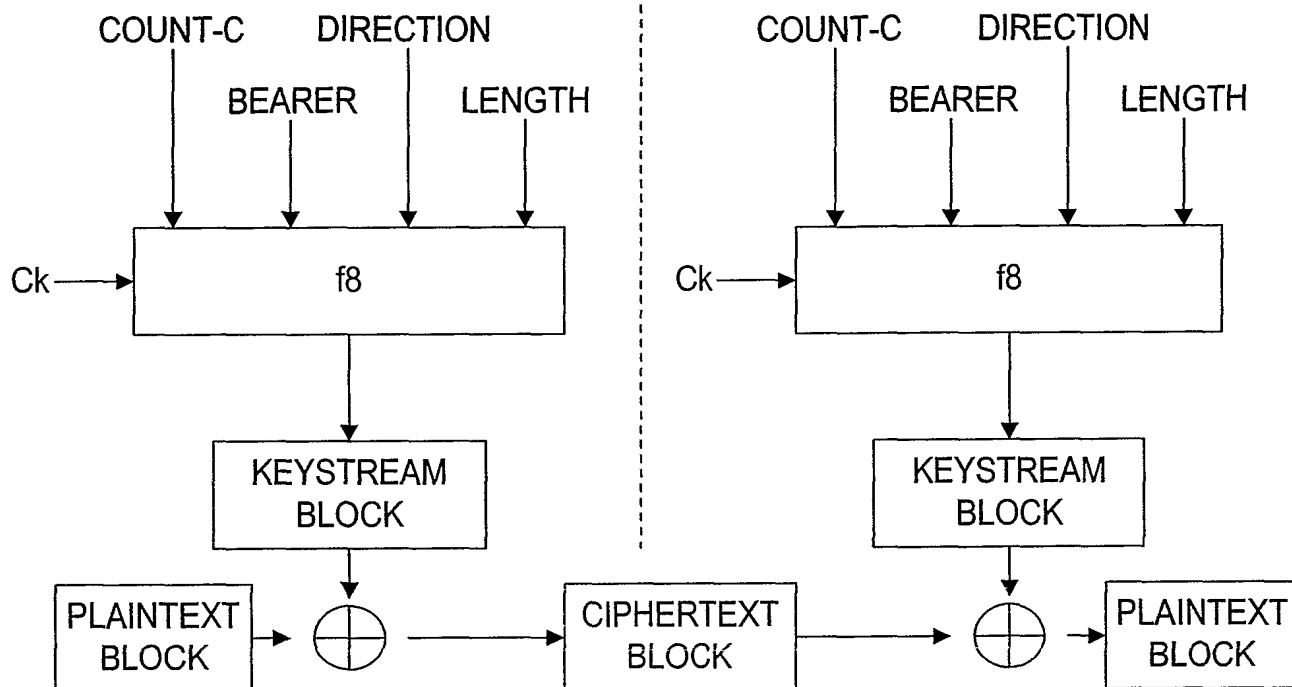 COUNT-C DIRECTION
BEARER LENGTH
Ck f8
KEYSTREAM
BLOCK
COUNT-C DIRECTION
BEARER LENGTH
Ck f8
KEYSTREAM
BLOCK
PLAINTEXT
BLOCK
CIPHERTEXT
BLOCK
PLAINTEXT
BLOCK